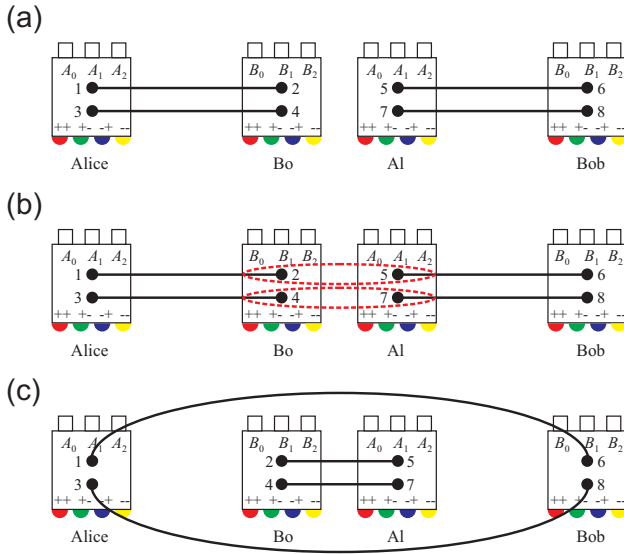 (a)
A0 A1 A2 B0 B1 B2 A0 A1 A2 B0 B1 B2
1 2 5 6
3 4 7 8
++ +- -+ -- ++ +- -+ -- ++ +- -+ -- ++ +- -+ --
Alice Bo Al Bob
(b)
A0 A1 A2 B0 B1 B2 A0 A1 A2 B0 B1 B2
1 2 5 6
3 4 7 8
++ +- -+ -- ++ +- -+ -- ++ +- -+ -- ++ +- -+ --
Alice Bo Al Bob
(c)
A0 A1 A2 B0 B1 B2 A0 A1 A2 B0 B1 B2
1 2 5 6
3 4 7 8
++ +- -+ -- ++ +- -+ -- ++ +- -+ -- ++ +- -+ --
Alice Bo Al Bob